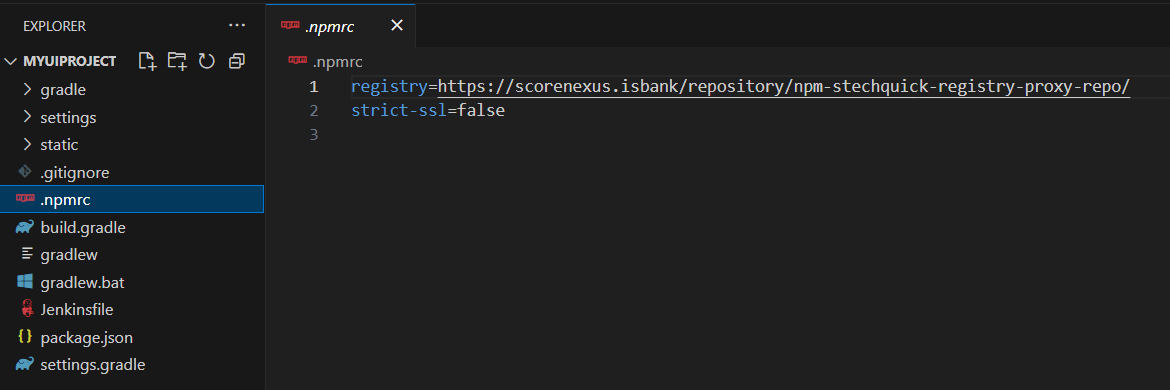 EXPLORER
MYUIPROJECT
gradle
settings
static
.gitignore
.npmrc
build.gradle
gradlew
gradlew.bat
Jenkinsfile
package.json
settings.gradle
.npmrc
.npmrc
1 registry=https://scorenexus.isbank/repository/npm-stechquick-registry-proxy-repo/
2 strict-ssl=false
3